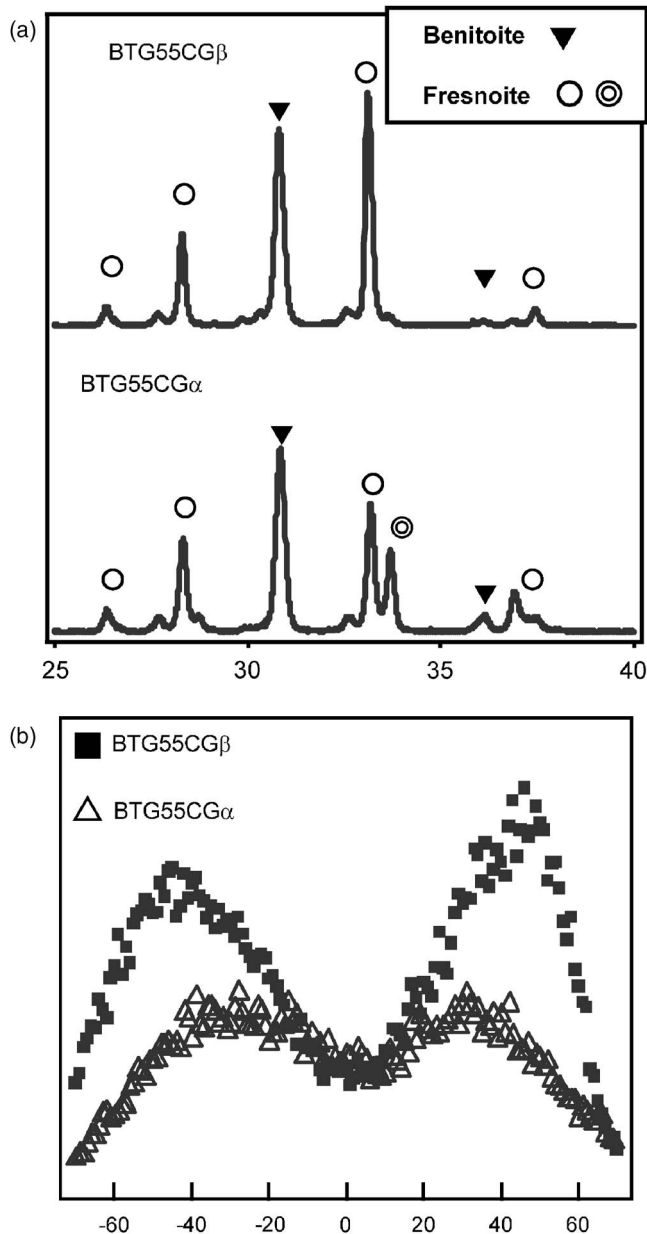 (a)
BTG55CGβ
Benitoite ▼
Fresnoite ○ ◎
BTG55CGα
25 30 35 40
(b)
■ BTG55CGβ
△ BTG55CGα
-60 -40 -20 0 20 40 60